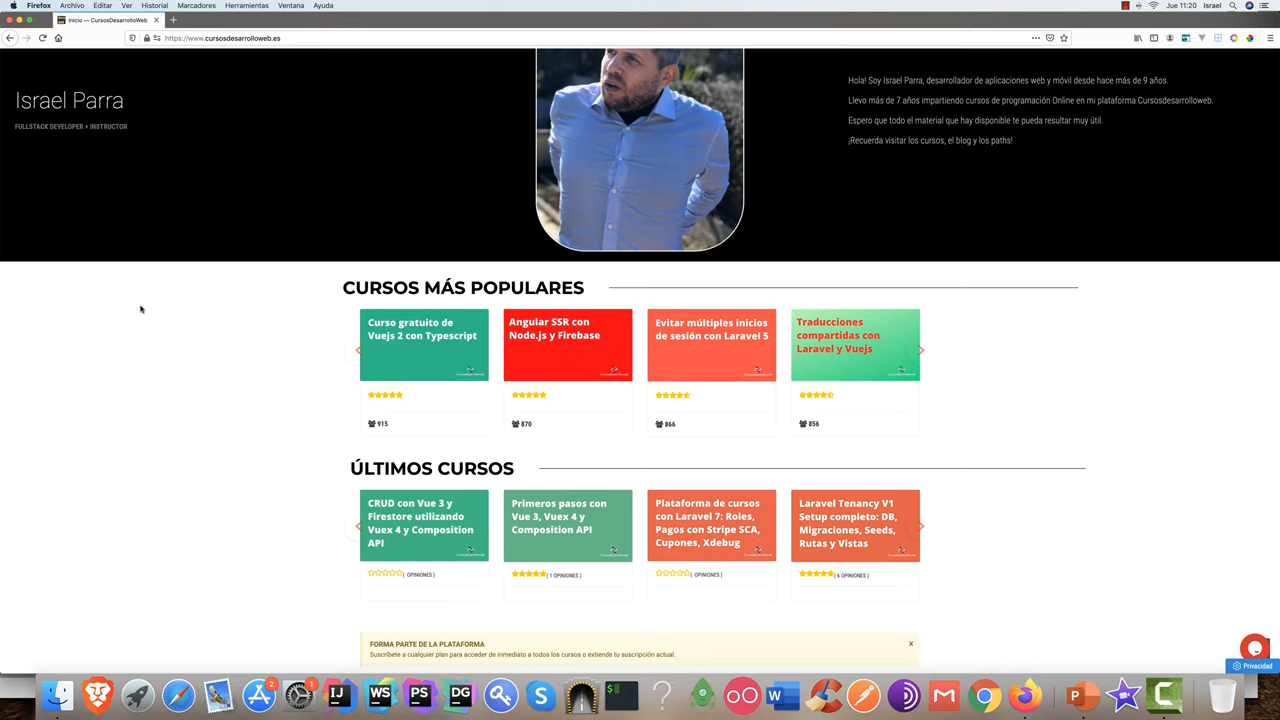 Firefox Archivo Editar Ver Historial Marcadores Herramientas Ventana Ayuda Jue 11:20 Israel
Inicio — CursosDesarrolloWeb
https://www.cursosdesarrolloweb.es
Israel Parra
FULLSTACK DEVELOPER + INSTRUCTOR
Hola! Soy Israel Parra, desarrollador de aplicaciones web y móvil desde hace más de 9 años.
Llevo más de 7 años impartiendo cursos de programación Online en mi plataforma Cursosdesarrolloweb.
Espero que todo el material que hay disponible te pueda resultar muy útil.
¡Recuerda visitar los cursos, el blog y los paths!
CURSOS MÁS POPULARES
Curso gratuito de
Vuejs 2 con Typescript
915
Angular SSR con
Node.js y Firebase
870
Evitar múltiples inicios
de sesión con Laravel 5
866
Traducciones
compartidas con
Laravel y Vuejs
856
ÚLTIMOS CURSOS
CRUD con Vue 3 y
Firestore utilizando
Vuex 4 y Composition
API
( OPINIONES )
Primeros pasos con
Vue 3, Vuex 4 y
Composition API
( 1 OPINIONES )
Plataforma de cursos
con Laravel 7: Roles,
Pagos con Stripe SCA,
Cupones, Xdebug
( OPINIONES )
Laravel Tenancy V1
Setup completo: DB,
Migraciones, Seeds,
Rutas y Vistas
( 6 OPINIONES )
FORMA PARTE DE LA PLATAFORMA
Suscríbete a cualquier plan para acceder de inmediato a todos los cursos o extiende tu suscripción actual.
Privacidad
2
1
IJ
WS
PS
DG